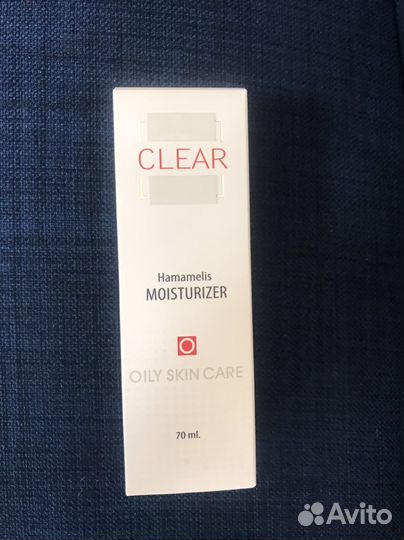 CLEAR
Hamamelis
MOISTURIZER
OILY SKIN CARE
70 ml.
Avito